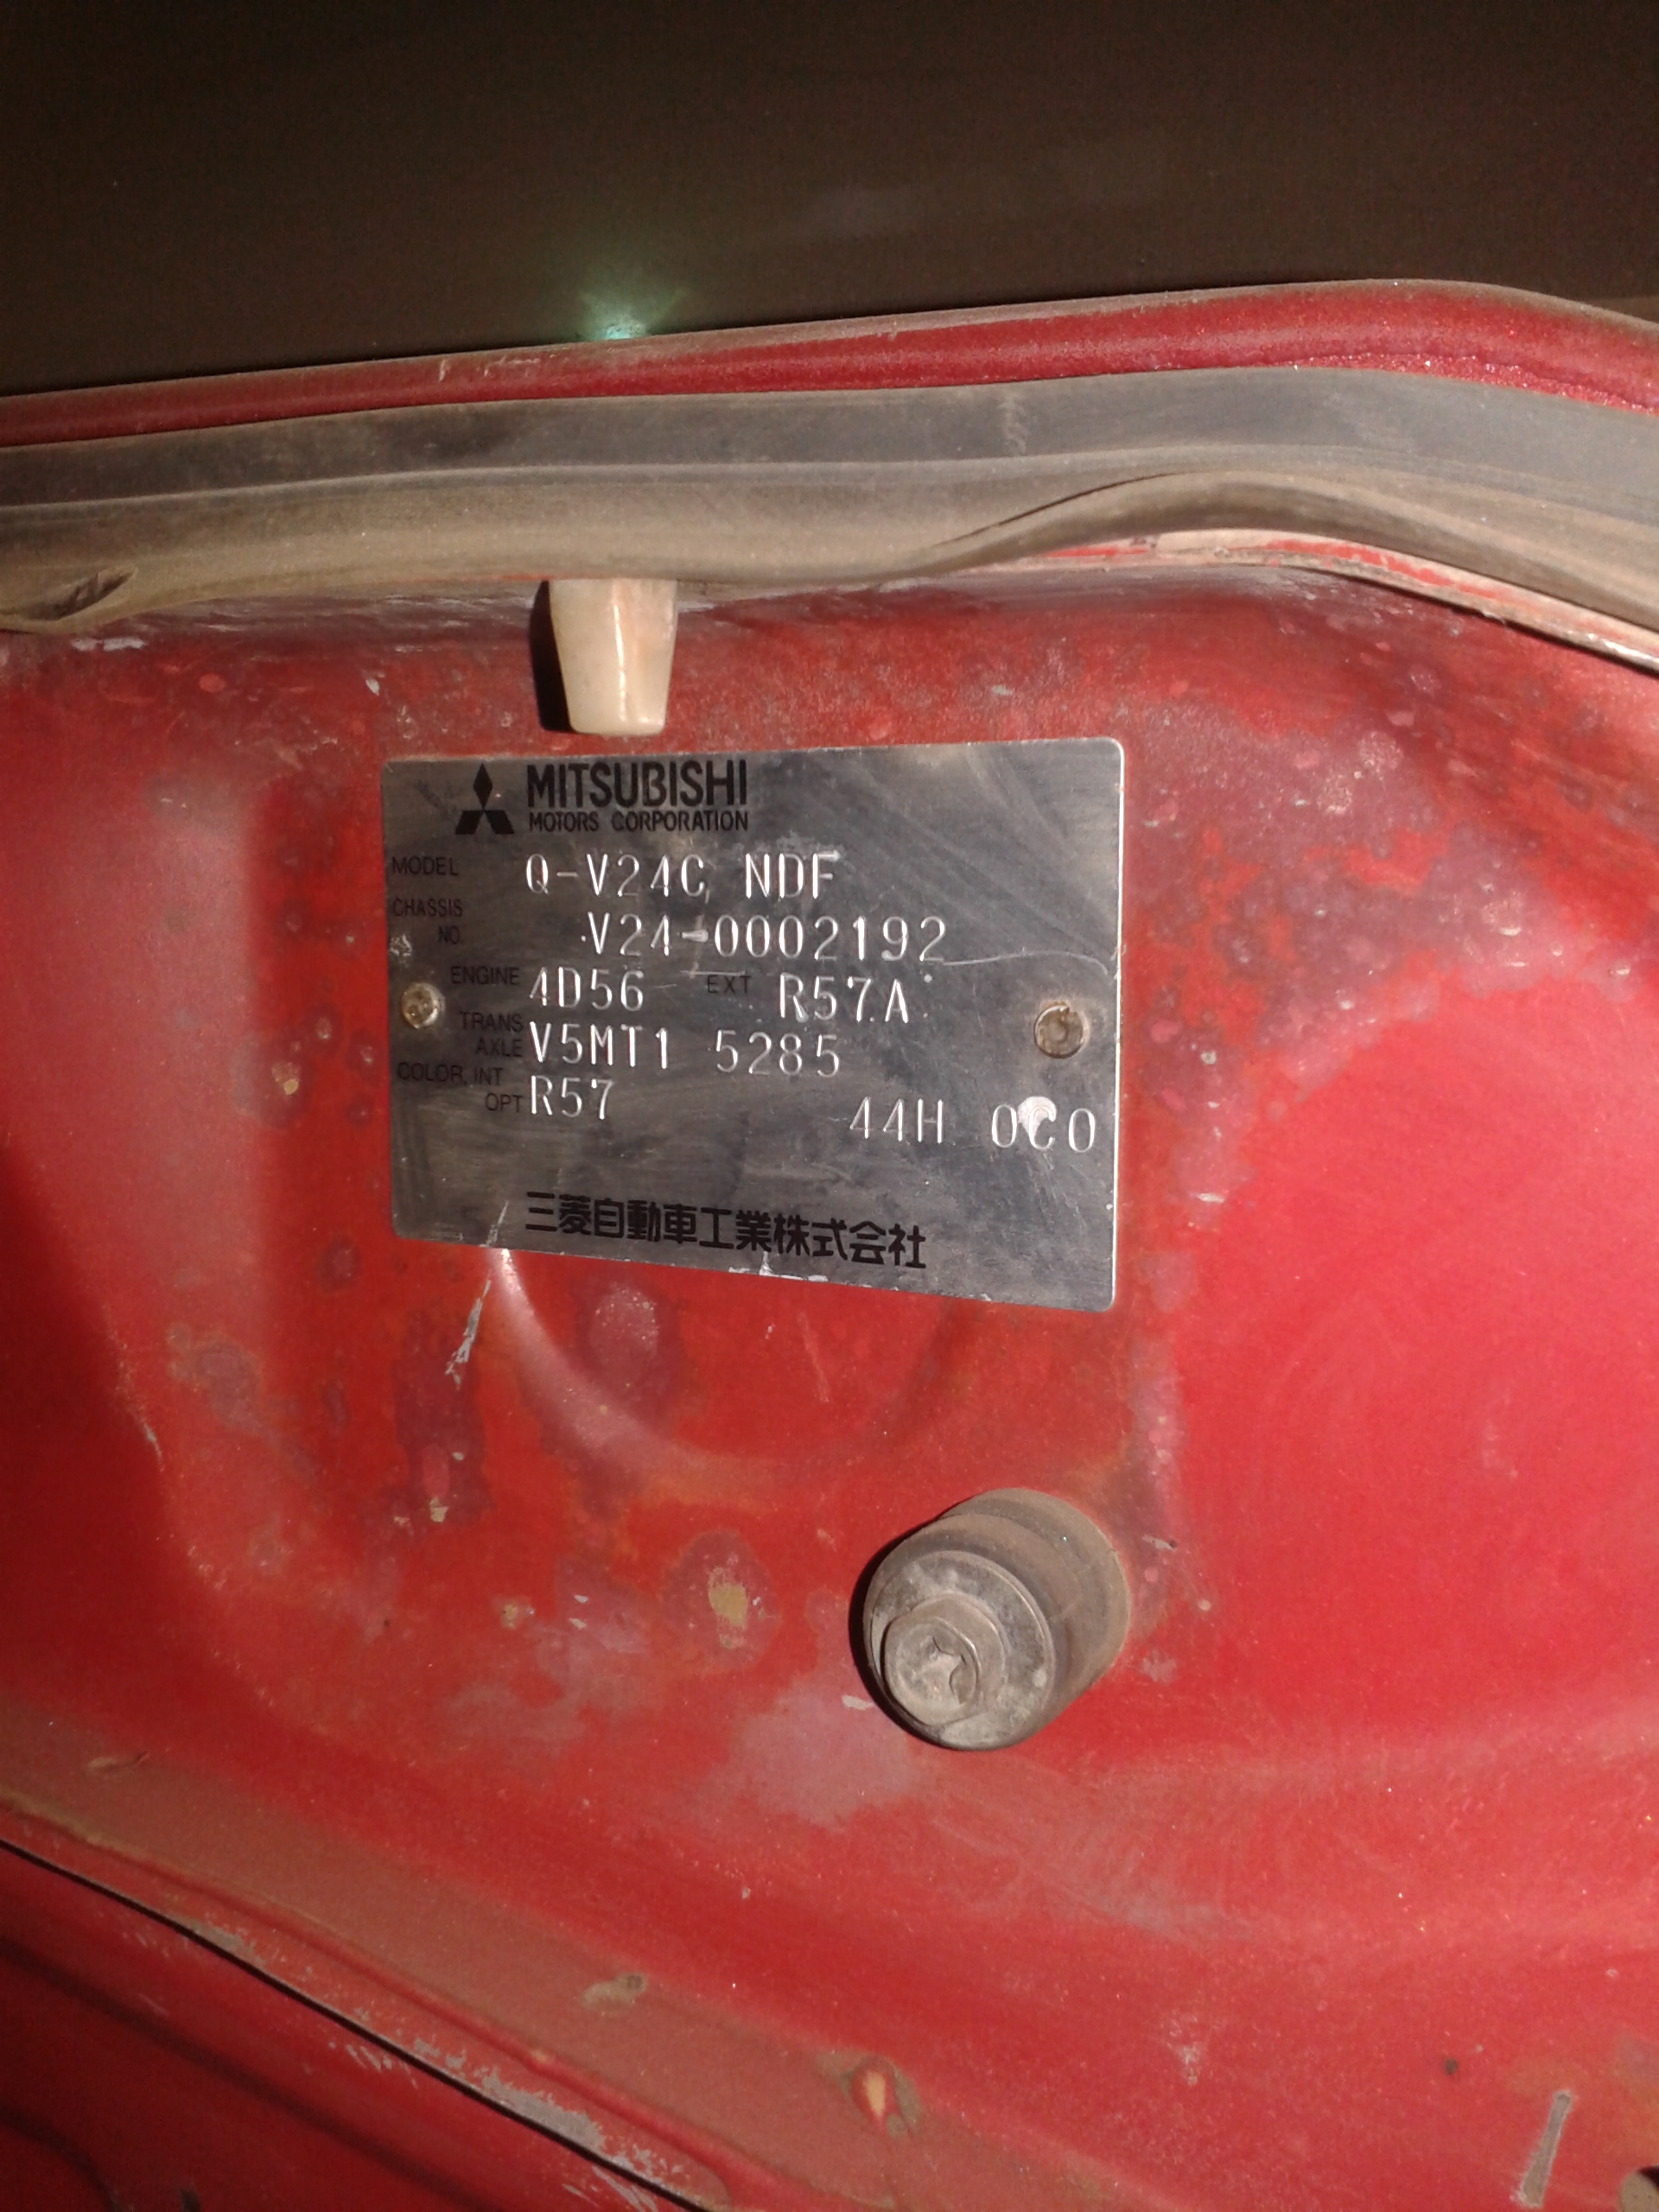 MITSUBISHI
MOTORS CORPORATION
MODEL Q-V24C NDF
CHASSIS
NO. V24-0002192
ENGINE 4D56 EXT R57A
TRANS
AXLE V5MT1 5285
COLOR, INT
OPT R57 44H 0C0
三菱自動車工業株式会社